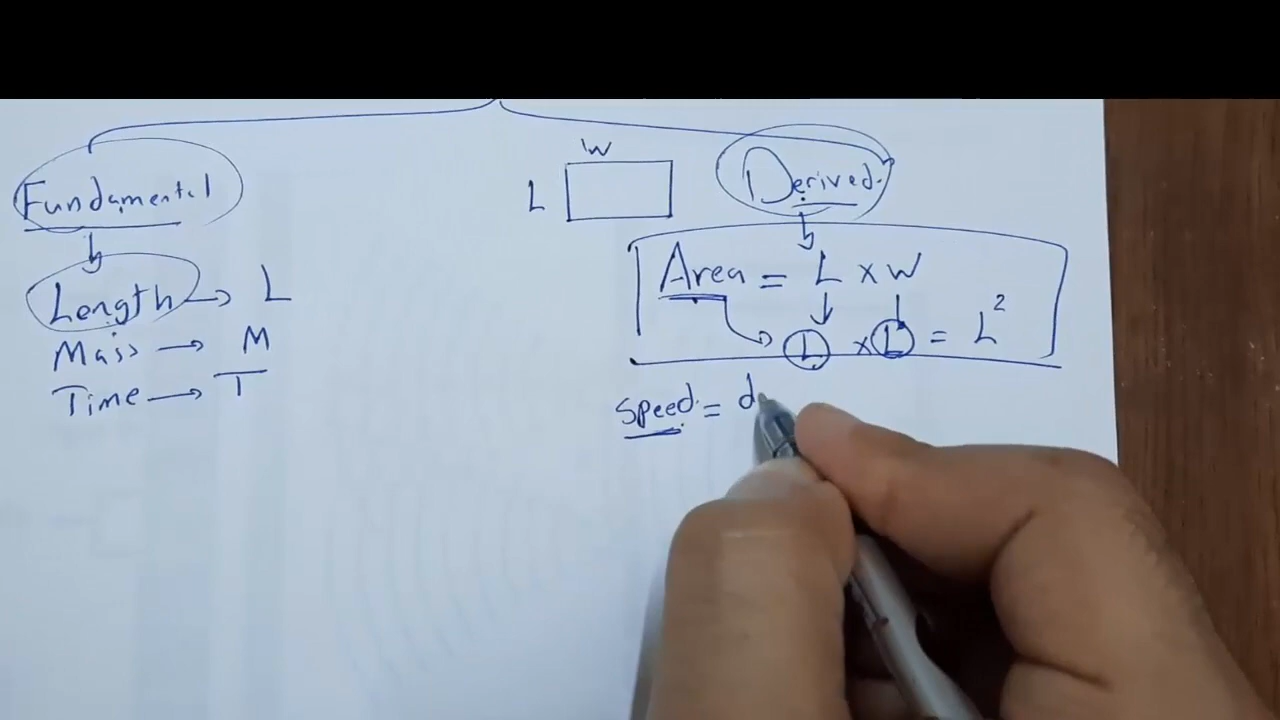 Fundamental
Length → L
Mass → M
Time → T
W
L
Derived.
Area = L x W
L x L = L²
Speed =